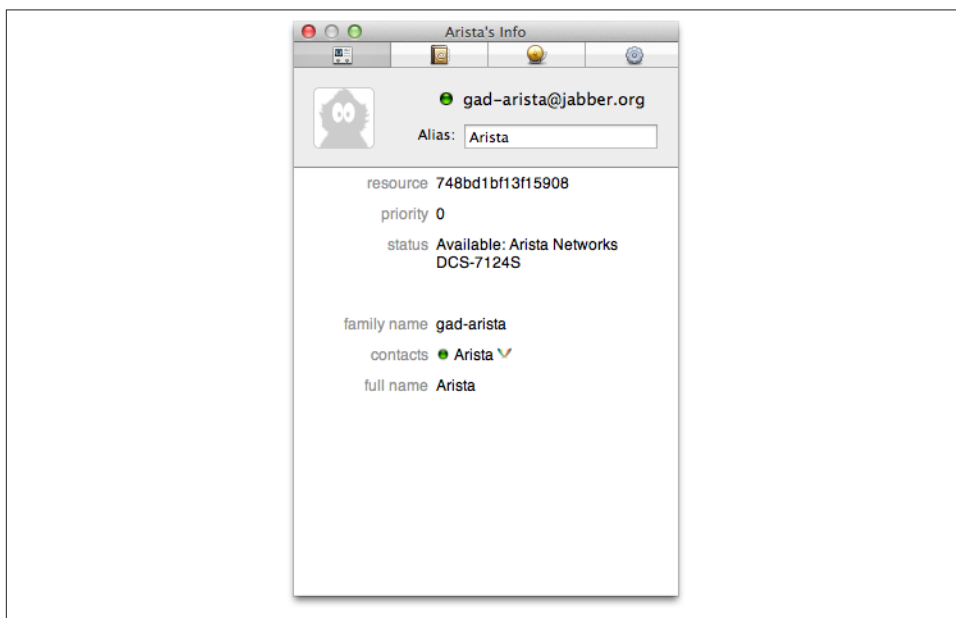 Arista's Info
gad-arista@jabber.org
Alias: Arista
resource 748bd1bf13f15908
priority 0
status Available: Arista Networks
DCS-7124S
family name gad-arista
contacts Arista
full name Arista